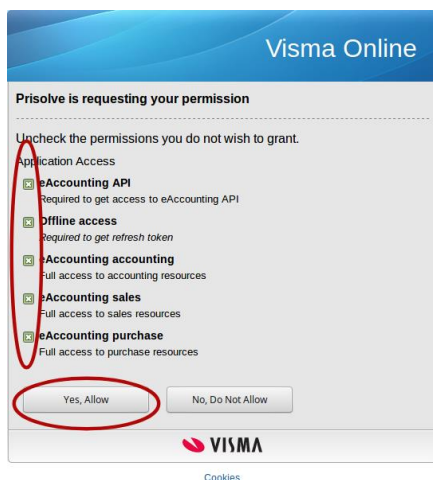 Visma Online
Prisolve is requesting your permission
Uncheck the permissions you do not wish to grant.
Application Access
eAccounting API
Required to get access to eAccounting API
Offline access
Required to get refresh token
eAccounting accounting
Full access to accounting resources
eAccounting sales
Full access to sales resources
eAccounting purchase
Full access to purchase resources
Yes, Allow
No, Do Not Allow
VISMA
Cookies